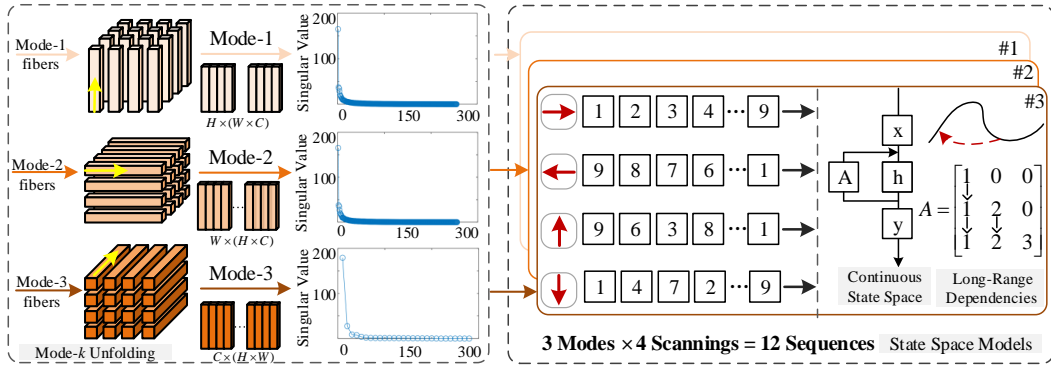 Mode-1
fibers
Mode-1
H×(W×C)
Singular Value
200
100
0
150
300
Mode-2
fibers
Mode-2
W×(H×C)
Singular Value
200
100
0
150
300
Mode-3
fibers
Mode-3
C×(H×W)
Singular Value
200
100
0
150
300
Mode-k Unfolding
#1
#2
#3
1 2 3 4 ··· 9
9 8 7 6 ··· 1
9 6 3 8 ··· 1
1 4 7 2 ··· 9
x
A h
y
Continuous
State Space
A =
1 0 0
1 2 0
1 2 3
Long-Range
Dependencies
3 Modes × 4 Scannings = 12 Sequences
State Space Models